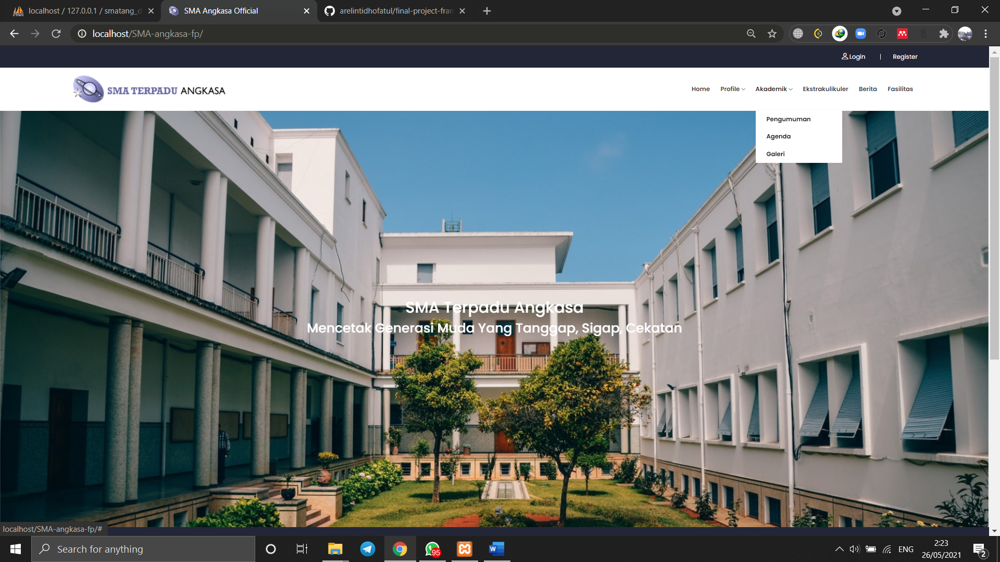 localhost / 127.0.0.1 / smatang_d
SMA Angkasa Official
arelintidhofatul/final-project-fran
localhost/SMA-angkasa-fp/
Login | Register
SMA TERPADU ANGKASA
Home Profile Akademik Ekstrakulikuler Berita Fasilitas
Pengumuman
Agenda
Galeri
SMA Terpadu Angkasa
Mencetak Generasi Muda Yang Tanggap, Sigap, Cekatan
localhost/SMA-angkasa-fp/#
Search for anything
95
W
ENG
2:23
26/05/2021
2